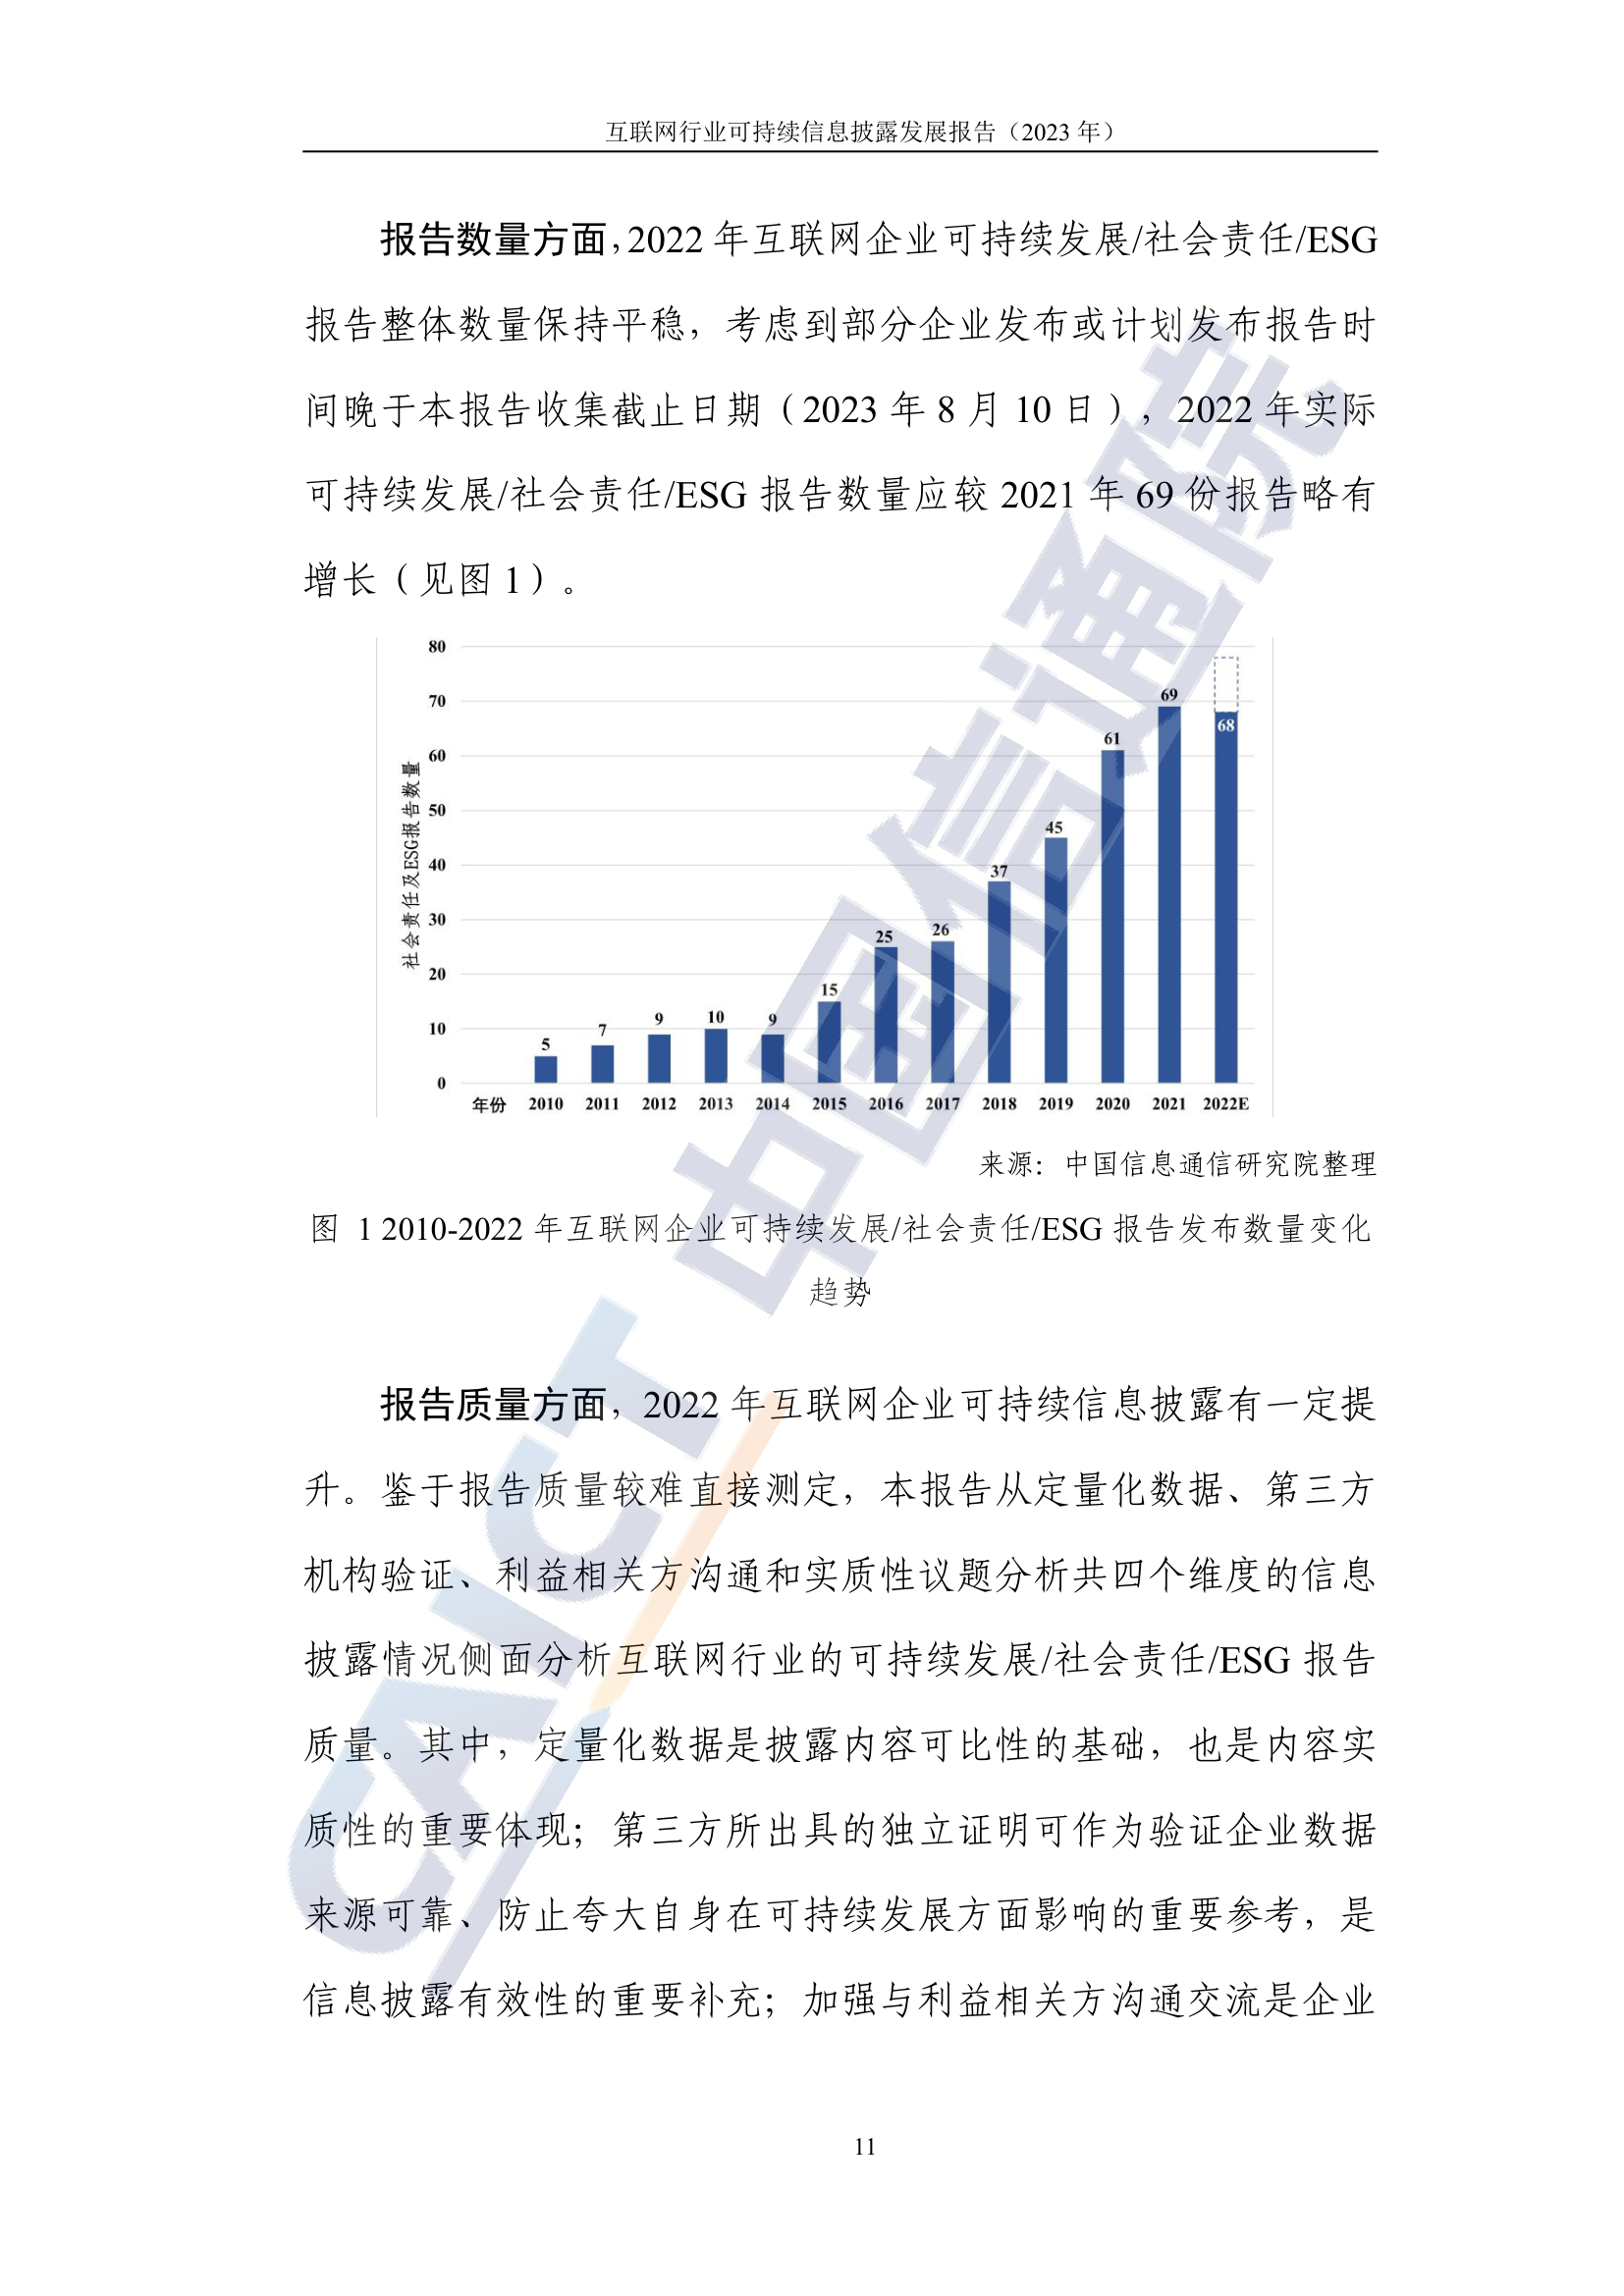 互联网行业可持续信息披露发展报告（2023 年）
报告数量方面，2022 年互联网企业可持续发展/社会责任/ESG
报告整体数量保持平稳，考虑到部分企业发布或计划发布报告时
间晚于本报告收集截止日期（2023 年 8 月 10 日），2022 年实际
可持续发展/社会责任/ESG 报告数量应较 2021 年 69 份报告略有
增长（见图 1）。
社会责任及ESG报告数量
80
70
60
50
40
30
20
10
0
5
7
9
10
9
15
25
26
37
45
61
69
68
年份 2010 2011 2012 2013 2014 2015 2016 2017 2018 2019 2020 2021 2022E
来源：中国信息通信研究院整理
图 1 2010-2022 年互联网企业可持续发展/社会责任/ESG 报告发布数量变化
趋势
报告质量方面，2022 年互联网企业可持续信息披露有一定提
升。鉴于报告质量较难直接测定，本报告从定量化数据、第三方
机构验证、利益相关方沟通和实质性议题分析共四个维度的信息
披露情况侧面分析互联网行业的可持续发展/社会责任/ESG 报告
质量。其中，定量化数据是披露内容可比性的基础，也是内容实
质性的重要体现；第三方所出具的独立证明可作为验证企业数据
来源可靠、防止夸大自身在可持续发展方面影响的重要参考，是
信息披露有效性的重要补充；加强与利益相关方沟通交流是企业
11
CAICT 中国信通院